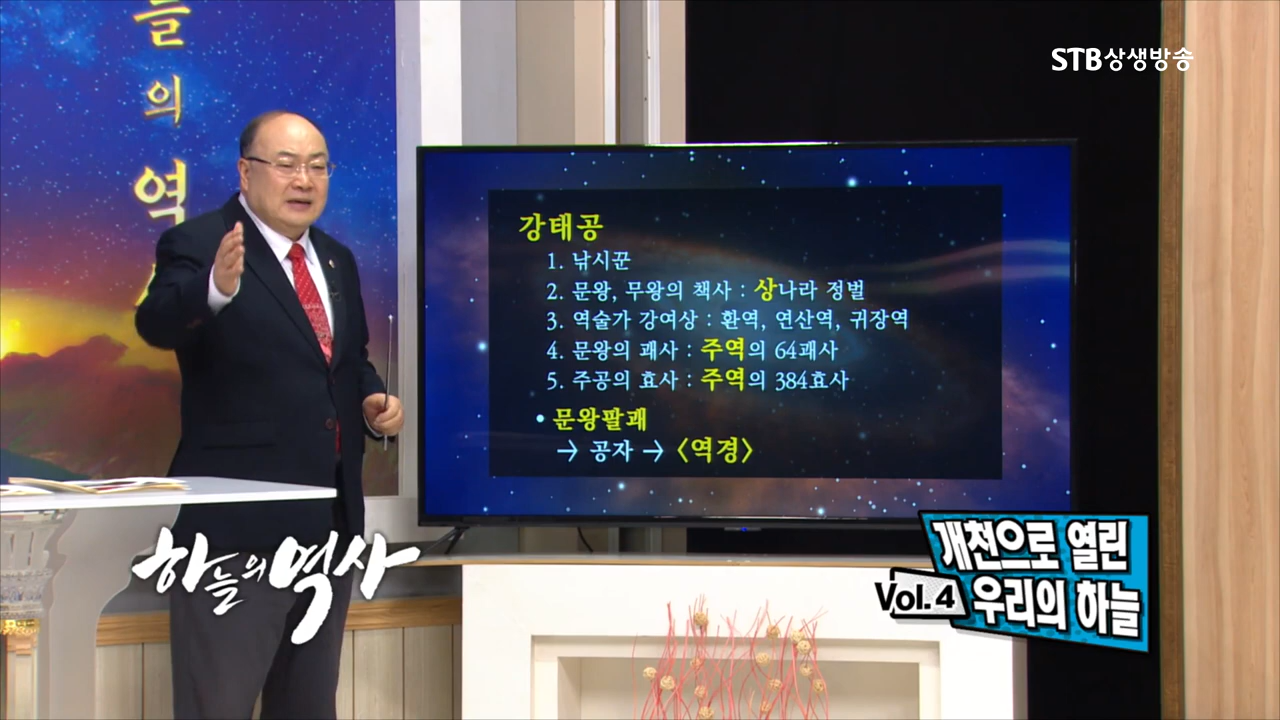 늘의 역
STB상생방송
강태공
1. 낚시꾼
2. 문왕, 무왕의 책사 : 상나라 정벌
3. 역술가 강여상 : 환역, 연산역, 귀장역
4. 문왕의 괘사 : 주역의 64괘사
5. 주공의 효사 : 주역의 384효사
• 문왕팔괘
→ 공자 → 〈역경〉
하늘의 역사
개천으로 열린
Vol.4 우리의 하늘